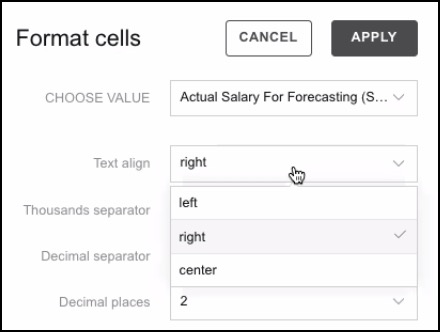 Format cells
CANCEL
APPLY
CHOOSE VALUE
Actual Salary For Forecasting (S...
Text align
right
left
Thousands separator
right
Decimal separator
center
Decimal places
2